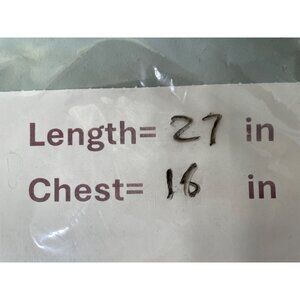 Length= 27 in
Chest= 16 in